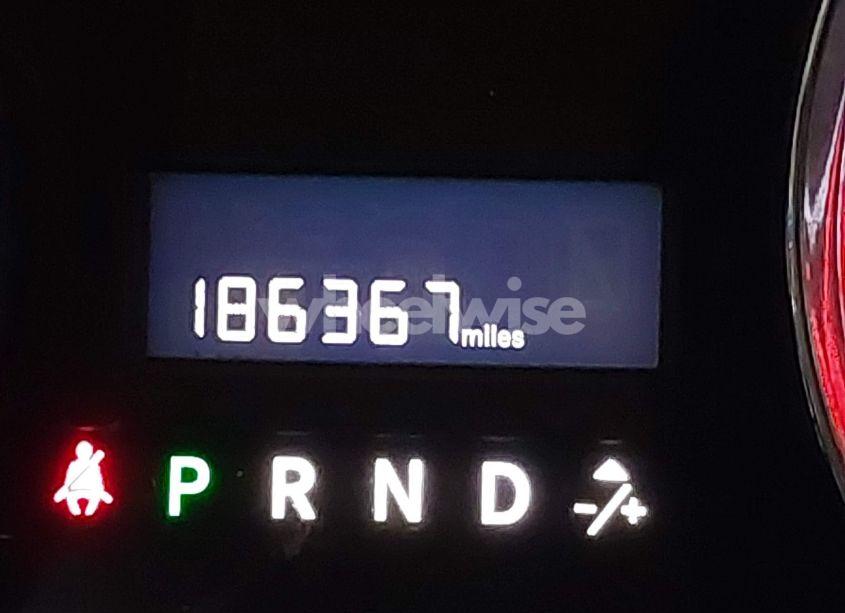 186367 miles
wheelwise
P R N D -/+